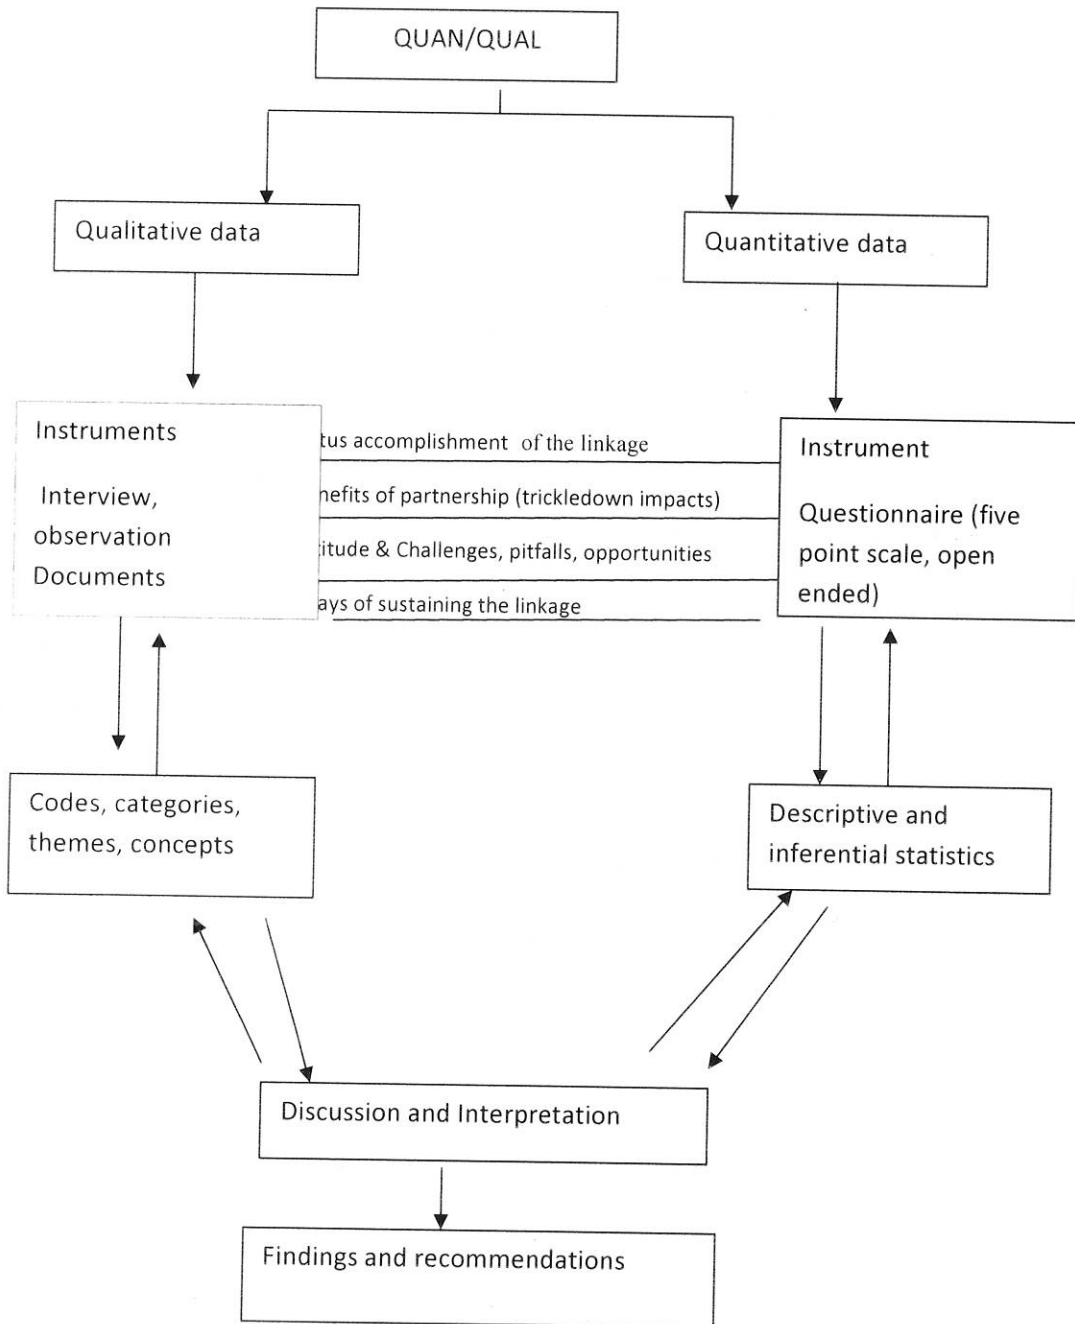 QUAN/QUAL
Qualitative data
Quantitative data
Instruments
Interview,
observation
Documents
tus accomplishment of the linkage
nefits of partnership (trickledown impacts)
titude & Challenges, pitfalls, opportunities
ays of sustaining the linkage
Instrument
Questionnaire (five
point scale, open
ended)
Codes, categories,
themes, concepts
Descriptive and
inferential statistics
Discussion and Interpretation
Findings and recommendations